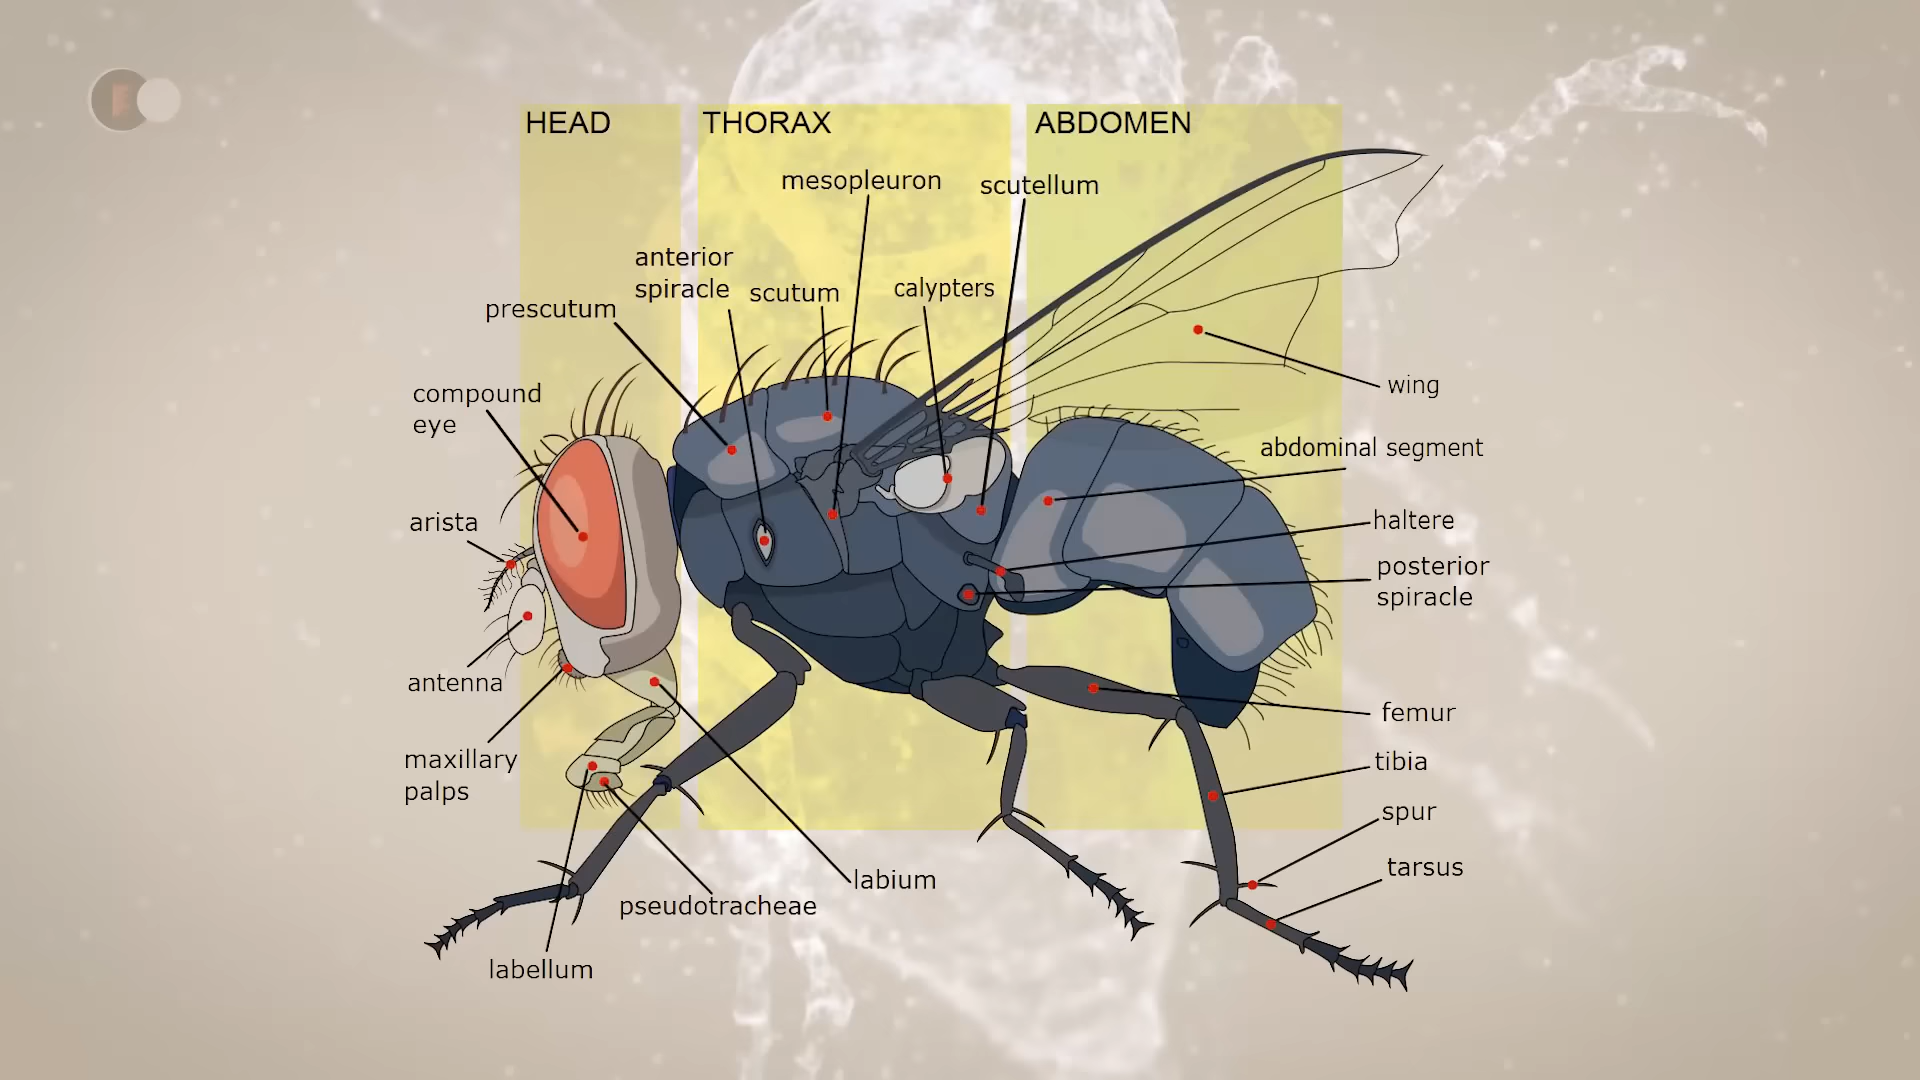 HEAD
THORAX
ABDOMEN
mesopleuron
scutellum
anterior
spiracle
scutum
calypters
prescutum
compound
eye
wing
abdominal segment
arista
haltere
posterior
spiracle
antenna
femur
maxillary
palps
tibia
spur
tarsus
labium
pseudotracheae
labellum